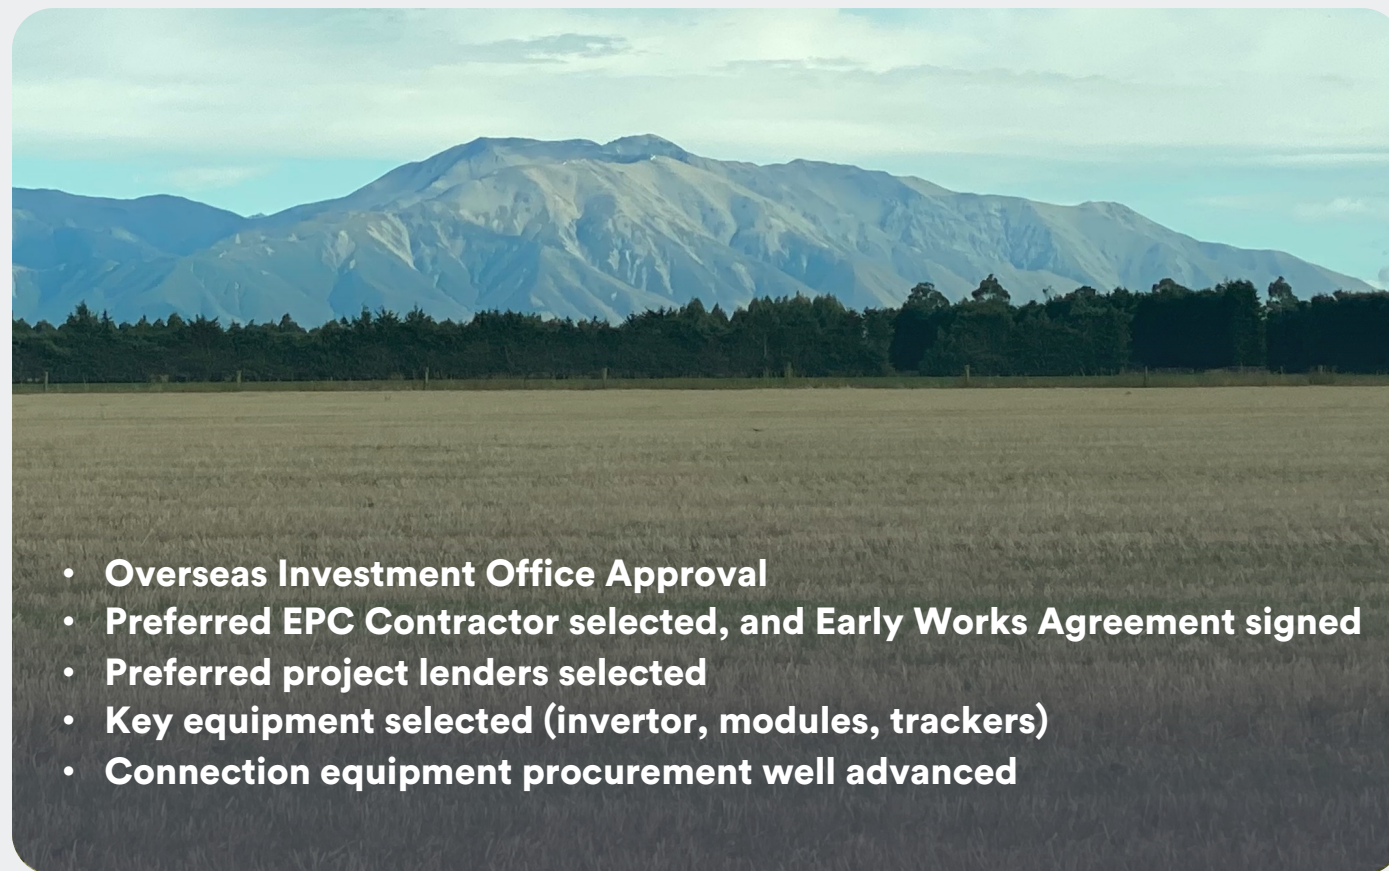 • Overseas Investment Office Approval
• Preferred EPC Contractor selected, and Early Works Agreement signed
• Preferred project lenders selected
• Key equipment selected (invertor, modules, trackers)
• Connection equipment procurement well advanced